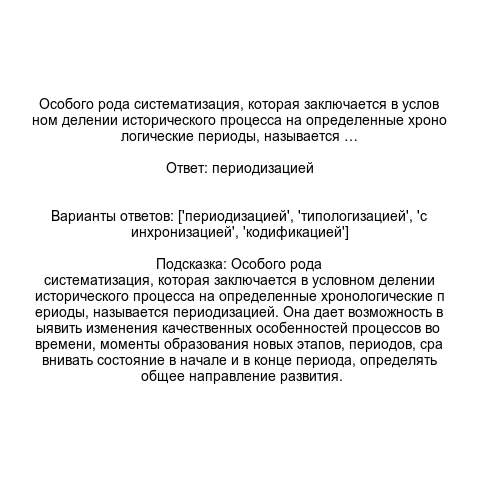 Особого рода систематизация, которая заключается в услов
ном делении исторического процесса на определенные хроно
логические периоды, называется …
Ответ: периодизацией
Варианты ответов: ['периодизацией', 'типологизацией', 'с
инхронизацией', 'кодификацией']
Подсказка: Особого рода
систематизация, которая заключается в условном делении
исторического процесса на определенные хронологические п
ериоды, называется периодизацией. Она дает возможность в
ыявить изменения качественных особенностей процессов во
времени, моменты образования новых этапов, периодов, сра
внивать состояние в начале и в конце периода, определять
общее направление развития.